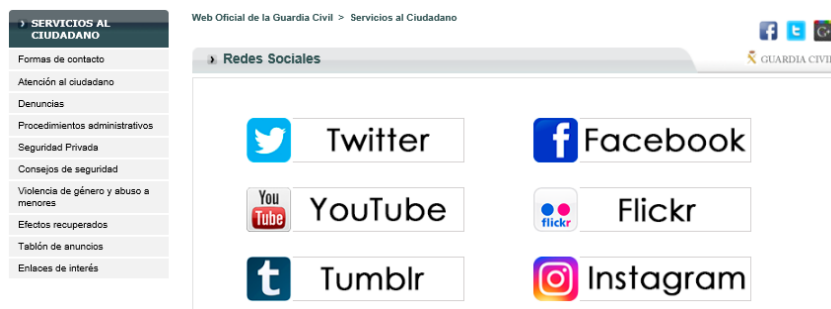 SERVICIOS AL
CIUDADANO
Formas de contacto
Atención al ciudadano
Denuncias
Procedimientos administrativos
Seguridad Privada
Consejos de seguridad
Violencia de género y abuso a
menores
Efectos recuperados
Tablón de anuncios
Enlaces de interés
Web Oficial de la Guardia Civil > Servicios al Ciudadano
Redes Sociales
GUARDIA CIVIL
Twitter
Facebook
You
Tube
YouTube
flickr
Flickr
Tumblr
Instagram